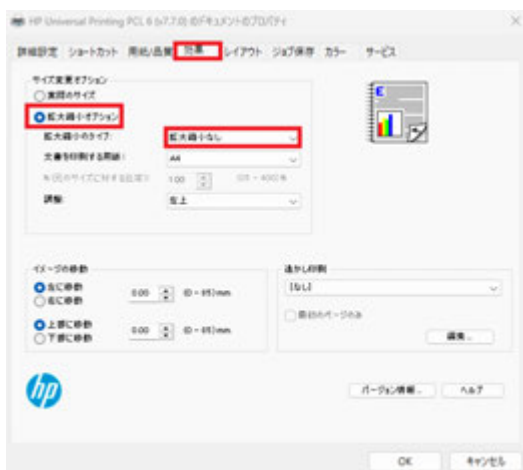 HP Universal Printing PCL 6 (v7.7.0) のドキュメントのプロパティ
詳細設定 ショートカット 用紙/品質 効果 レイアウト ジョブ保存 カラー サービス
サイズ変更オプション
実際のサイズ
拡大縮小オプション
拡大縮小のタイプ: 拡大縮小なし
文書を印刷する用紙: A4
100
調整: 左上
E
イメージの移動
左に移動
右に移動
0.00
上部に移動
下部に移動
0.00
透かし印刷
[なし]
最初のページのみ
編集...
hp
バージョン情報... ヘルプ
OK キャンセル